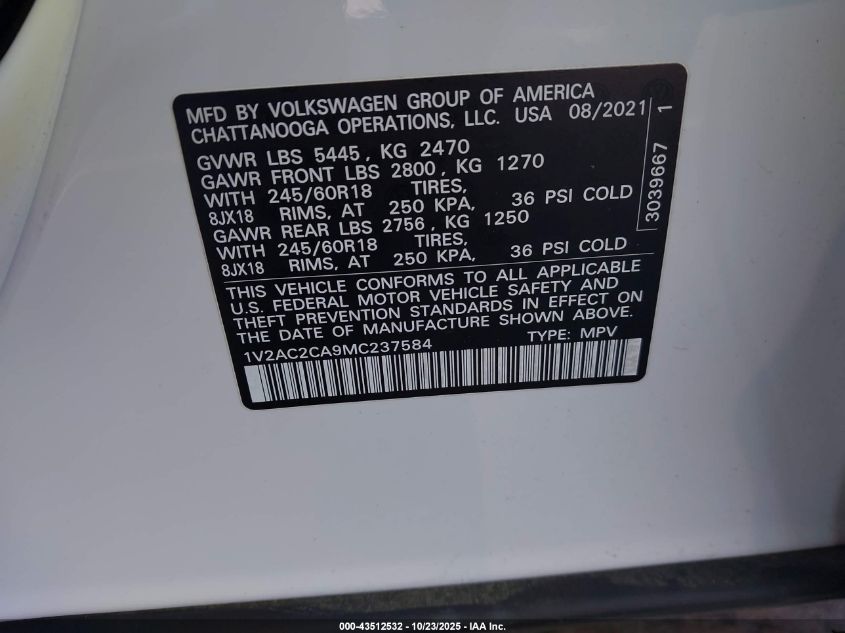 MFD BY VOLKSWAGEN GROUP OF AMERICA
CHATTANOOGA OPERATIONS, LLC. USA 08/2021
GVWR LBS 5445, KG 2470
GAWR FRONT LBS 2800, KG 1270
WITH 245/60R18 TIRES,
8JX18 RIMS, AT 250 KPA, 36 PSI COLD
GAWR REAR LBS 2756, KG 1250
WITH 245/60R18 TIRES,
8JX18 RIMS, AT 250 KPA, 36 PSI COLD
3039667 1
THIS VEHICLE CONFORMS TO ALL APPLICABLE
U.S. FEDERAL MOTOR VEHICLE SAFETY AND
THEFT PREVENTION STANDARDS IN EFFECT ON
THE DATE OF MANUFACTURE SHOWN ABOVE.
1V2AC2CA9MC237584 TYPE: MPV
000-43512532 - 10/23/2025 - IAA Inc.